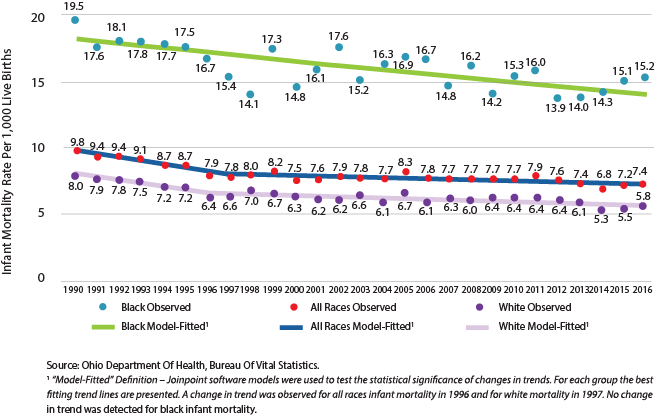 Infant Mortality Rate Per 1,000 Live Births
20
15
10
5
0
19.5 17.6 18.1 17.8 17.7 17.5 16.7 15.4 14.1 17.3 14.8 16.1 17.6 15.2 16.3 16.9 16.7 14.8 16.2 14.2 15.3 16.0 13.9 14.0 14.3 15.1 15.2
9.8 9.4 9.4 9.1 8.7 8.7 7.9 7.8 8.0 8.2 7.5 7.6 7.9 7.8 7.7 8.3 7.8 7.7 7.7 7.7 7.7 7.9 7.6 7.4 6.8 7.2 7.4
8.0 7.9 7.8 7.5 7.2 7.2 6.4 6.6 7.0 6.7 6.3 6.2 6.2 6.6 6.1 6.7 6.1 6.3 6.0 6.4 6.4 6.4 6.4 6.1 5.3 5.5 5.8
1990 1991 1992 1993 1994 1995 1996 1997 1998 1999 2000 2001 2002 2003 2004 2005 2006 2007 2008 2009 2010 2011 2012 2013 2014 2015 2016
Black Observed All Races Observed White Observed
Black Model-Fitted¹ All Races Model-Fitted¹ White Model-Fitted¹
Source: Ohio Department Of Health, Bureau Of Vital Statistics.
¹ "Model-Fitted" Definition – Joinpoint software models were used to test the statistical significance of changes in trends. For each group the best
fitting trend lines are presented. A change in trend was observed for all races infant mortality in 1996 and for white mortality in 1997. No change
in trend was detected for black infant mortality.